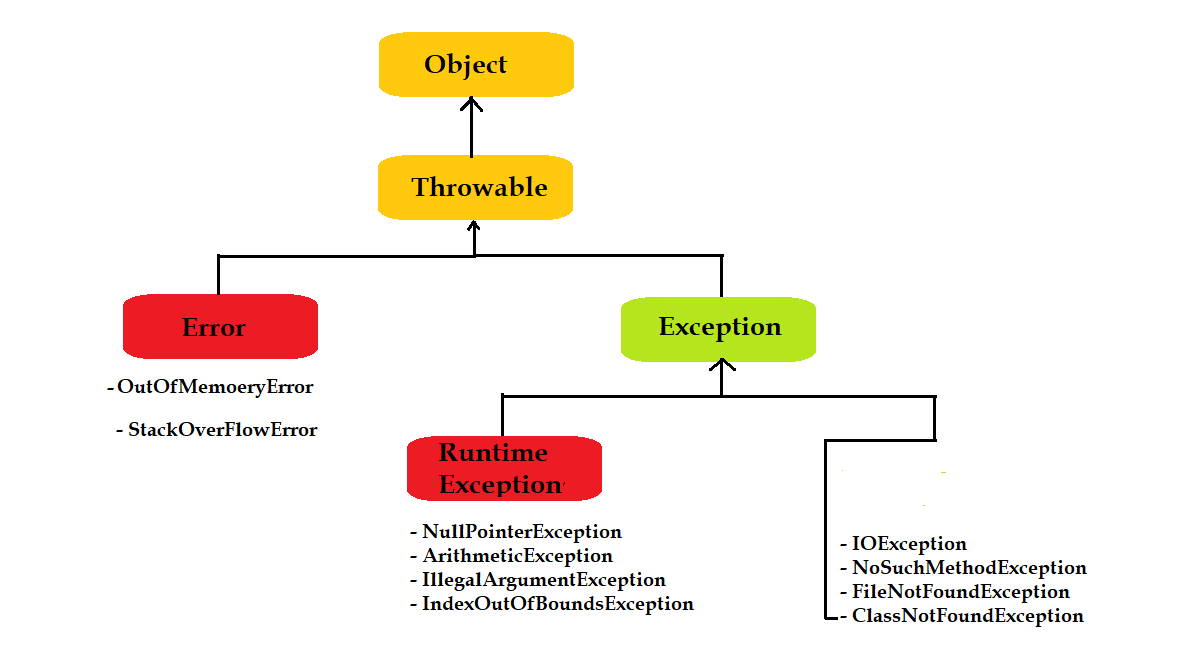 Object
Throwable
Error
Exception
- OutOfMemoeryError
- StackOverFlowError
Runtime
Exception
- NullPointerException
- ArithmeticException
- IllegalArgumentException
- IndexOutOfBoundsException
- IOException
- NoSuchMethodException
- FileNotFoundException
- ClassNotFoundException